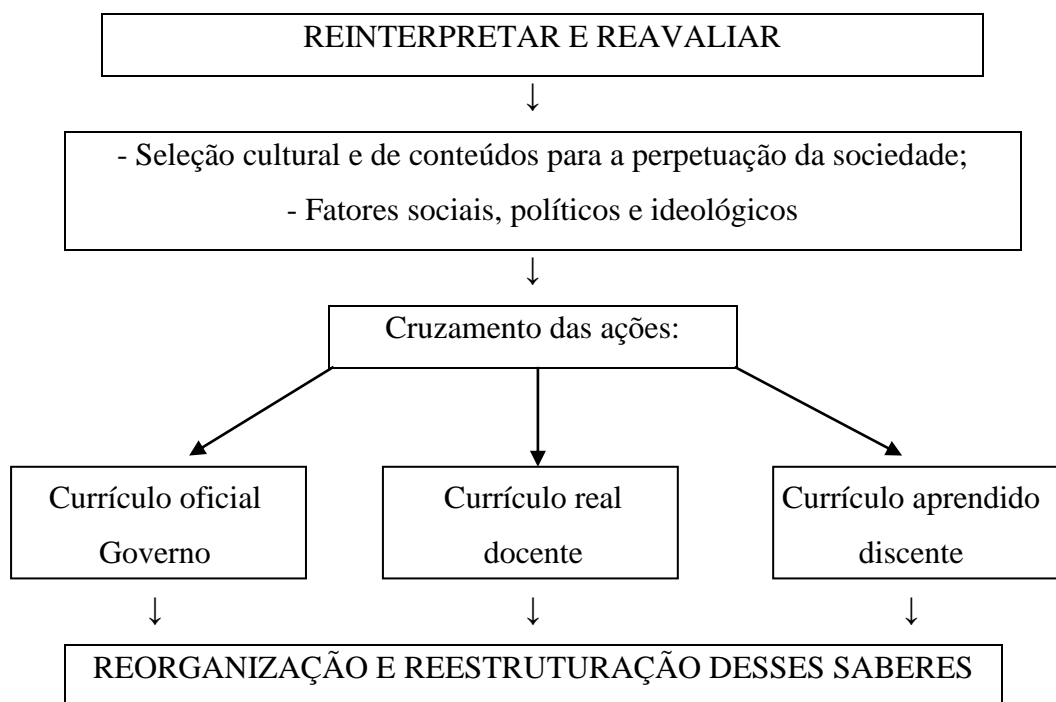 REINTERPRETAR E REAVALIAR
↓
- Seleção cultural e de conteúdos para a perpetuação da sociedade;
- Fatores sociais, políticos e ideológicos
↓
Cruzamento das ações:
Currículo oficial
Governo
Currículo real
docente
Currículo aprendido
discente
↓ ↓ ↓
REORGANIZAÇÃO E REESTRUTURAÇÃO DESSES SABERES